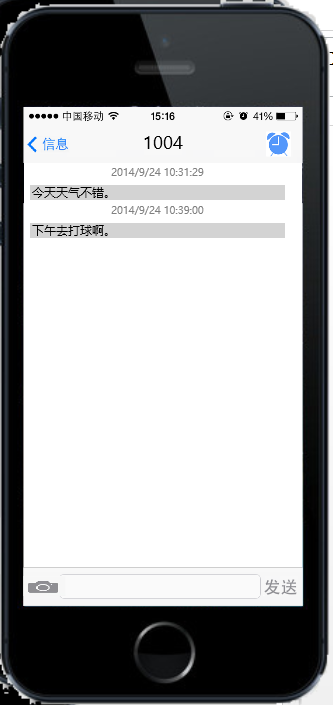 中国移动 15:16 41%
信息 1004
2014/9/24 10:31:29
今天天气不错。
2014/9/24 10:39:00
下午去打球啊。
发送